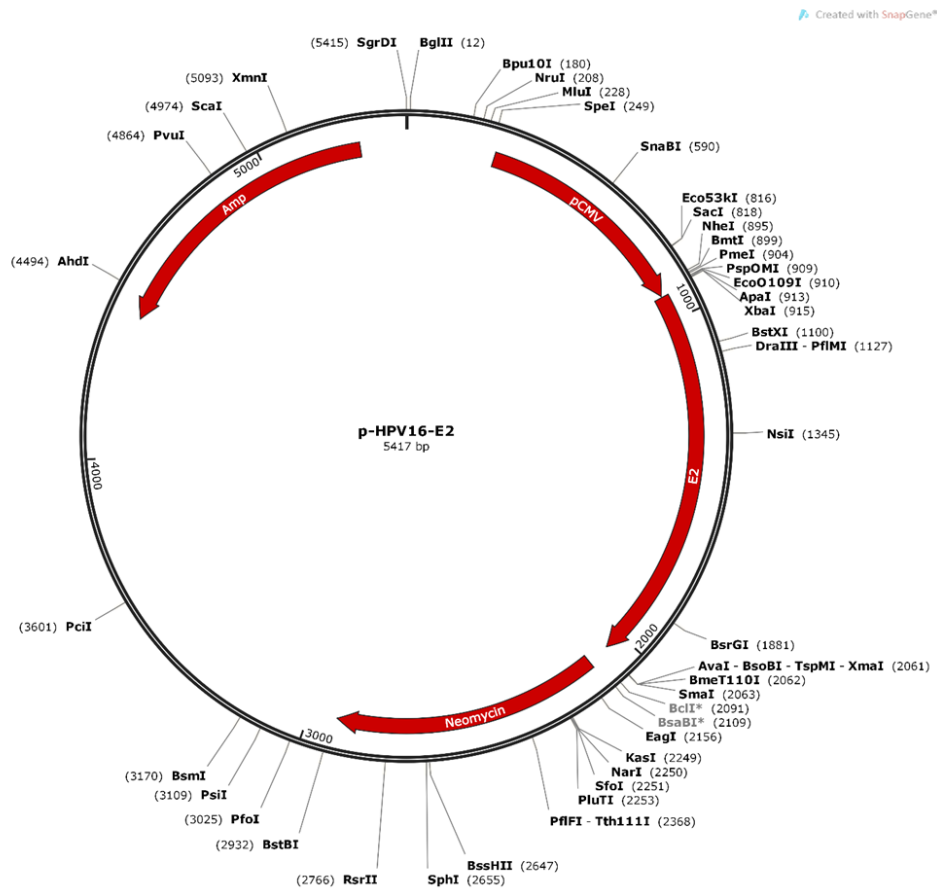 Created with SnapGene®
(5415) SgrDI
BglII (12)
Bpu10I (180)
NruI (208)
MluI (228)
SpeI (249)
SnaBI (590)
Eco53kI (816)
SacI (818)
NheI (895)
BmtI (899)
PmeI (904)
PspOMI (909)
EcoO109I (910)
ApaI (913)
XbaI (915)
BstXI (1100)
DraIII - PflMI (1127)
NsiI (1345)
BsrGI (1881)
AvaI - BsoBI - TspMI - XmaI (2061)
BmeT110I (2062)
SmaI (2063)
BclI* (2091)
BsaBI* (2109)
EagI (2156)
KasI (2249)
NarI (2250)
SfoI (2251)
PluTI (2253)
PflFI - Tth111I (2368)
BssHII (2647)
SphI (2655)
(2766) RsrII
(2932) BstBI
(3025) PfoI
(3109) PsiI
(3170) BsmI
(3601) PciI
(4494) AhdI
(4864) PvuI
(4974) ScaI
(5093) XmnI
pCMV
1000
E2
2000
Neomycin
3000
4000
Amp
5000
p-HPV16-E2
5417 bp